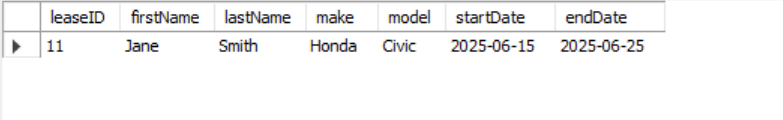 leaseID firstName lastName make model startDate endDate
11 Jane Smith Honda Civic 2025-06-15 2025-06-25